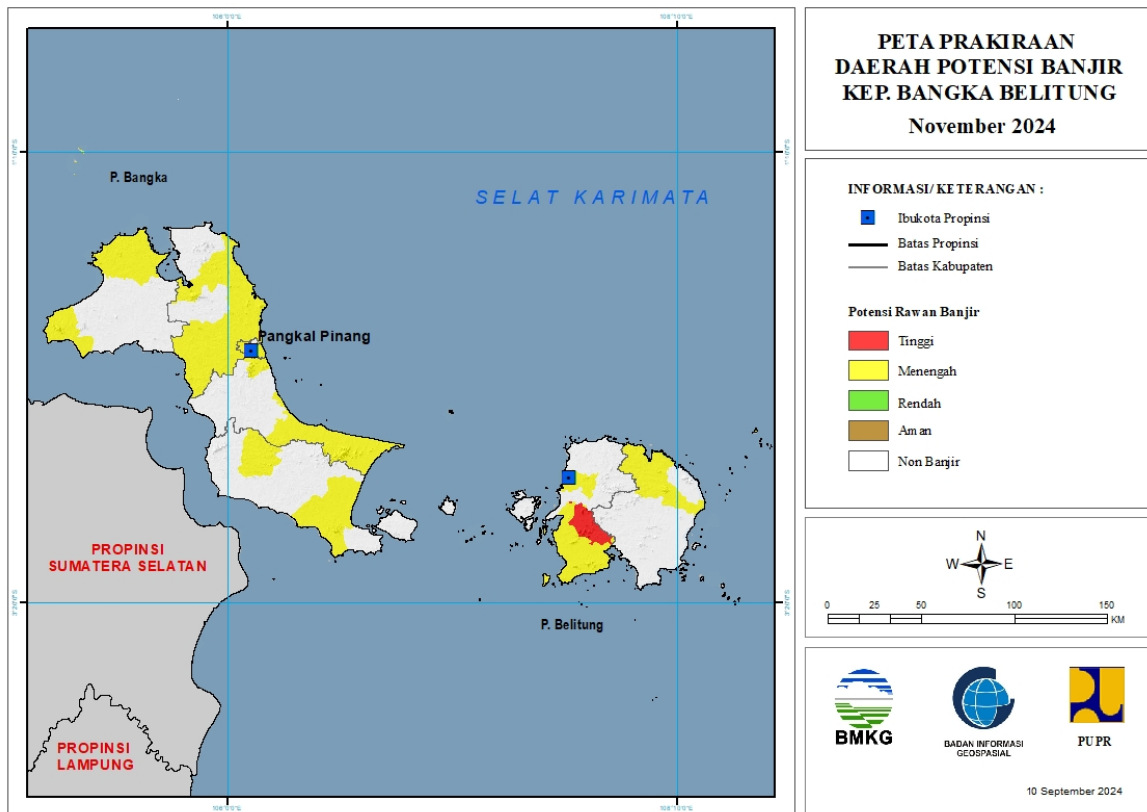 PETA PRAKIRAAN
DAERAH POTENSI BANJIR
KEP. BANGKA BELITUNG
November 2024
P. Bangka
SELAT KARIMATA
Pangkal Pinang
PROPINSI
SUMATERA SELATAN
P. Belitung
PROPINSI
LAMPUNG
INFORMASI/ KETERANGAN :
Ibukota Propinsi
Batas Propinsi
Batas Kabupaten
Potensi Rawan Banjir
Tinggi
Menengah
Rendah
Aman
Non Banjir
N
W E
S
0 25 50 100 150
KM
BMKG
BADAN INFORMASI
GEOSPASIAL
PUPR
10 September 2024